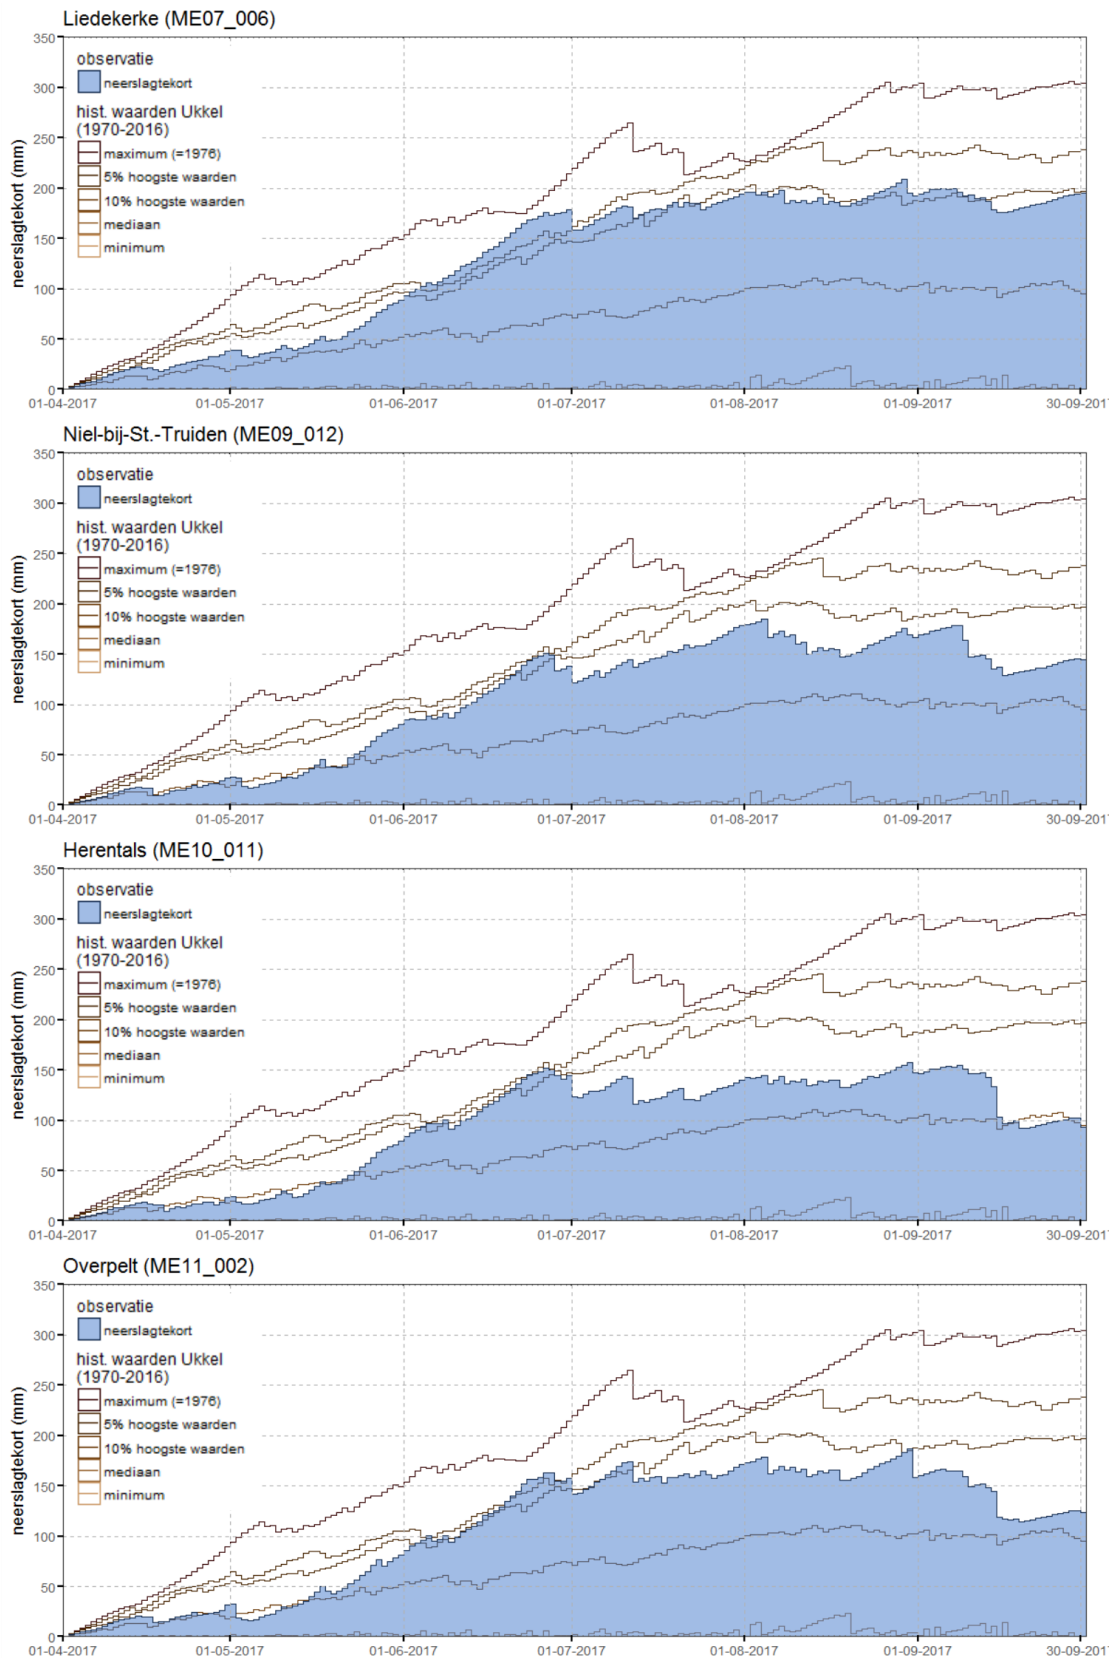 Liedekerke (ME07_006)
neerslagtekort (mm)
350
300
250
200
150
100
50
0
observatie
neerslagtekort
hist. waarden Ukkel
(1970-2016)
maximum (=1976)
5% hoogste waarden
10% hoogste waarden
mediaan
minimum
01-04-2017 01-05-2017 01-06-2017 01-07-2017 01-08-2017 01-09-2017 30-09-2017
Niel-bij-St.-Truiden (ME09_012)
neerslagtekort (mm)
350
300
250
200
150
100
50
0
observatie
neerslagtekort
hist. waarden Ukkel
(1970-2016)
maximum (=1976)
5% hoogste waarden
10% hoogste waarden
mediaan
minimum
01-04-2017 01-05-2017 01-06-2017 01-07-2017 01-08-2017 01-09-2017 30-09-2017
Herentals (ME10_011)
neerslagtekort (mm)
350
300
250
200
150
100
50
0
observatie
neerslagtekort
hist. waarden Ukkel
(1970-2016)
maximum (=1976)
5% hoogste waarden
10% hoogste waarden
mediaan
minimum
01-04-2017 01-05-2017 01-06-2017 01-07-2017 01-08-2017 01-09-2017 30-09-2017
Overpelt (ME11_002)
neerslagtekort (mm)
350
300
250
200
150
100
50
0
observatie
neerslagtekort
hist. waarden Ukkel
(1970-2016)
maximum (=1976)
5% hoogste waarden
10% hoogste waarden
mediaan
minimum
01-04-2017 01-05-2017 01-06-2017 01-07-2017 01-08-2017 01-09-2017 30-09-2017